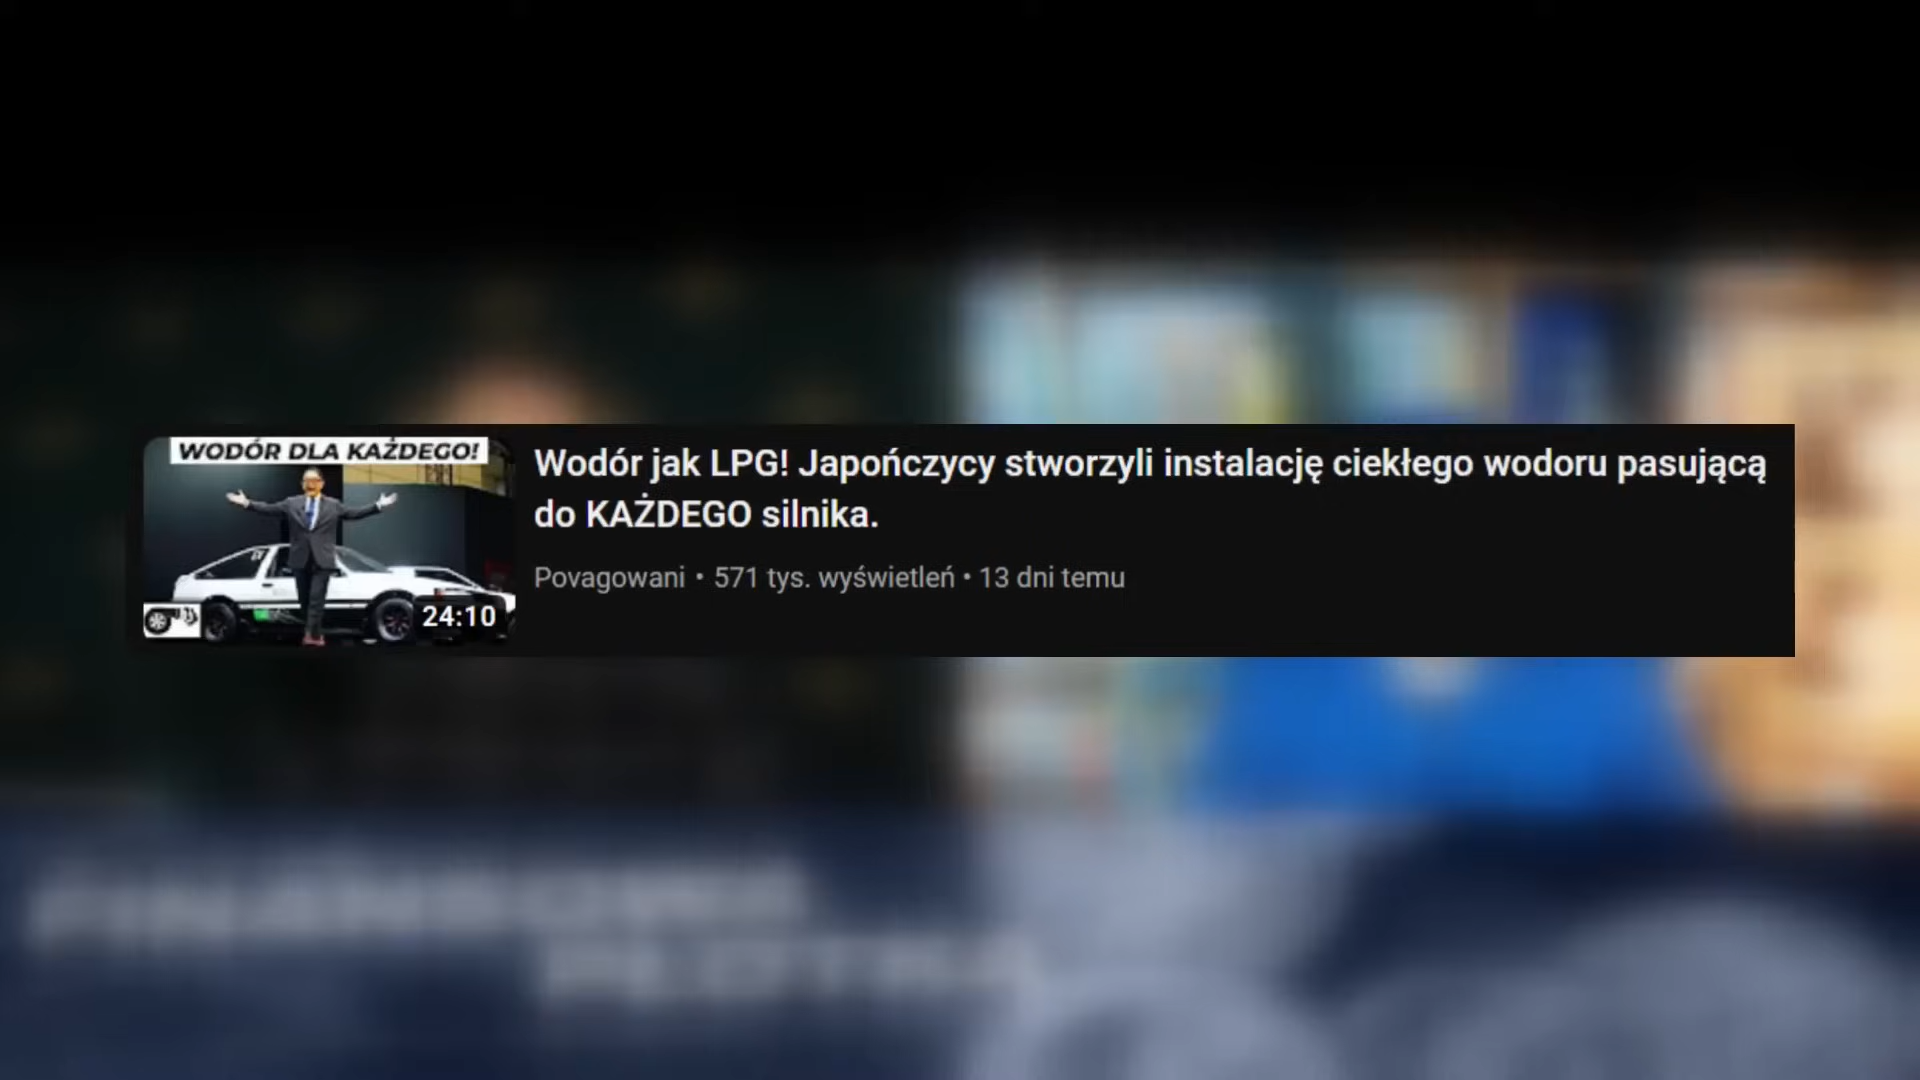 WODÓR DLA KAŻDEGO!
24:10
Wodór jak LPG! Japończycy stworzyli instalację ciekłego wodoru pasującą
do KAŻDEGO silnika.
Povagowani • 571 tys. wyświetleń • 13 dni temu